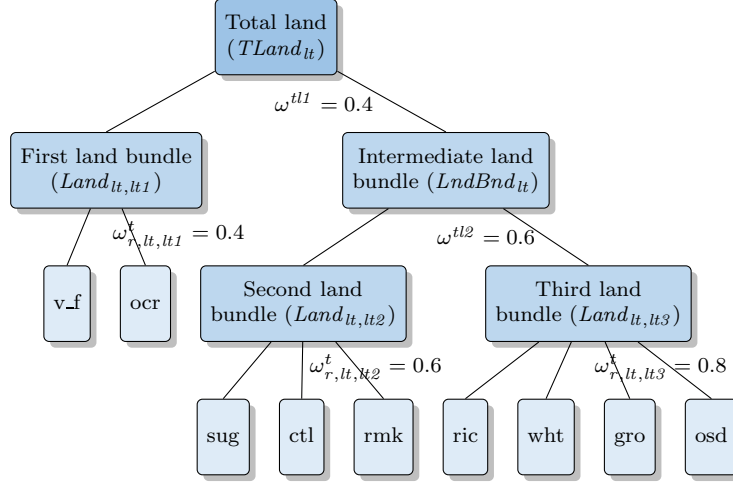 Total land
(TLand_lt)
ω^tl1 = 0.4
First land bundle
(Land_lt,lt1)
Intermediate land
bundle (LndBnd_lt)
ω^t_r,lt,lt1 = 0.4
ω^tl2 = 0.6
v_f
ocr
Second land
bundle (Land_lt,lt2)
Third land
bundle (Land_lt,lt3)
ω^t_r,lt,lt2 = 0.6
ω^t_r,lt,lt3 = 0.8
sug
ctl
rmk
ric
wht
gro
osd